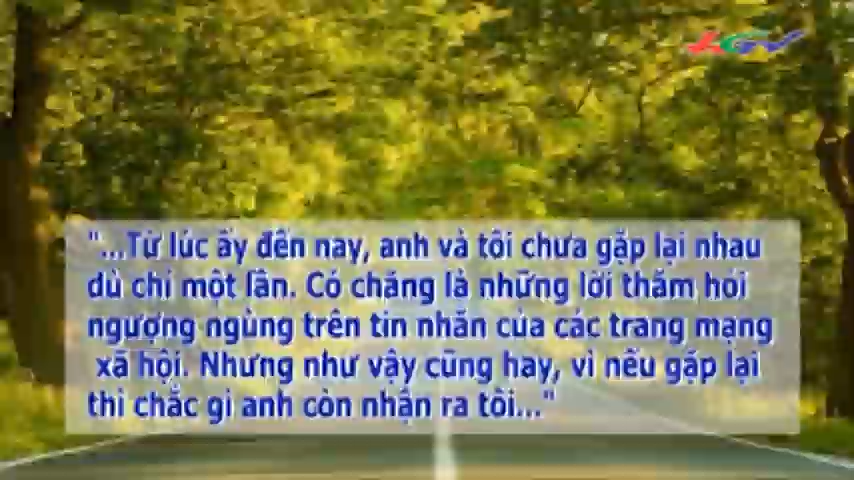 "...Từ lúc ấy đến nay, anh và tôi chưa gặp lại nhau
dù chỉ một lần. Có chăng là những lời thăm hỏi
ngượng ngùng trên tin nhắn của các trang mạng
xã hội. Nhưng như vậy cũng hay, vì nếu gặp lại
thì chắc gì anh còn nhận ra tôi..."